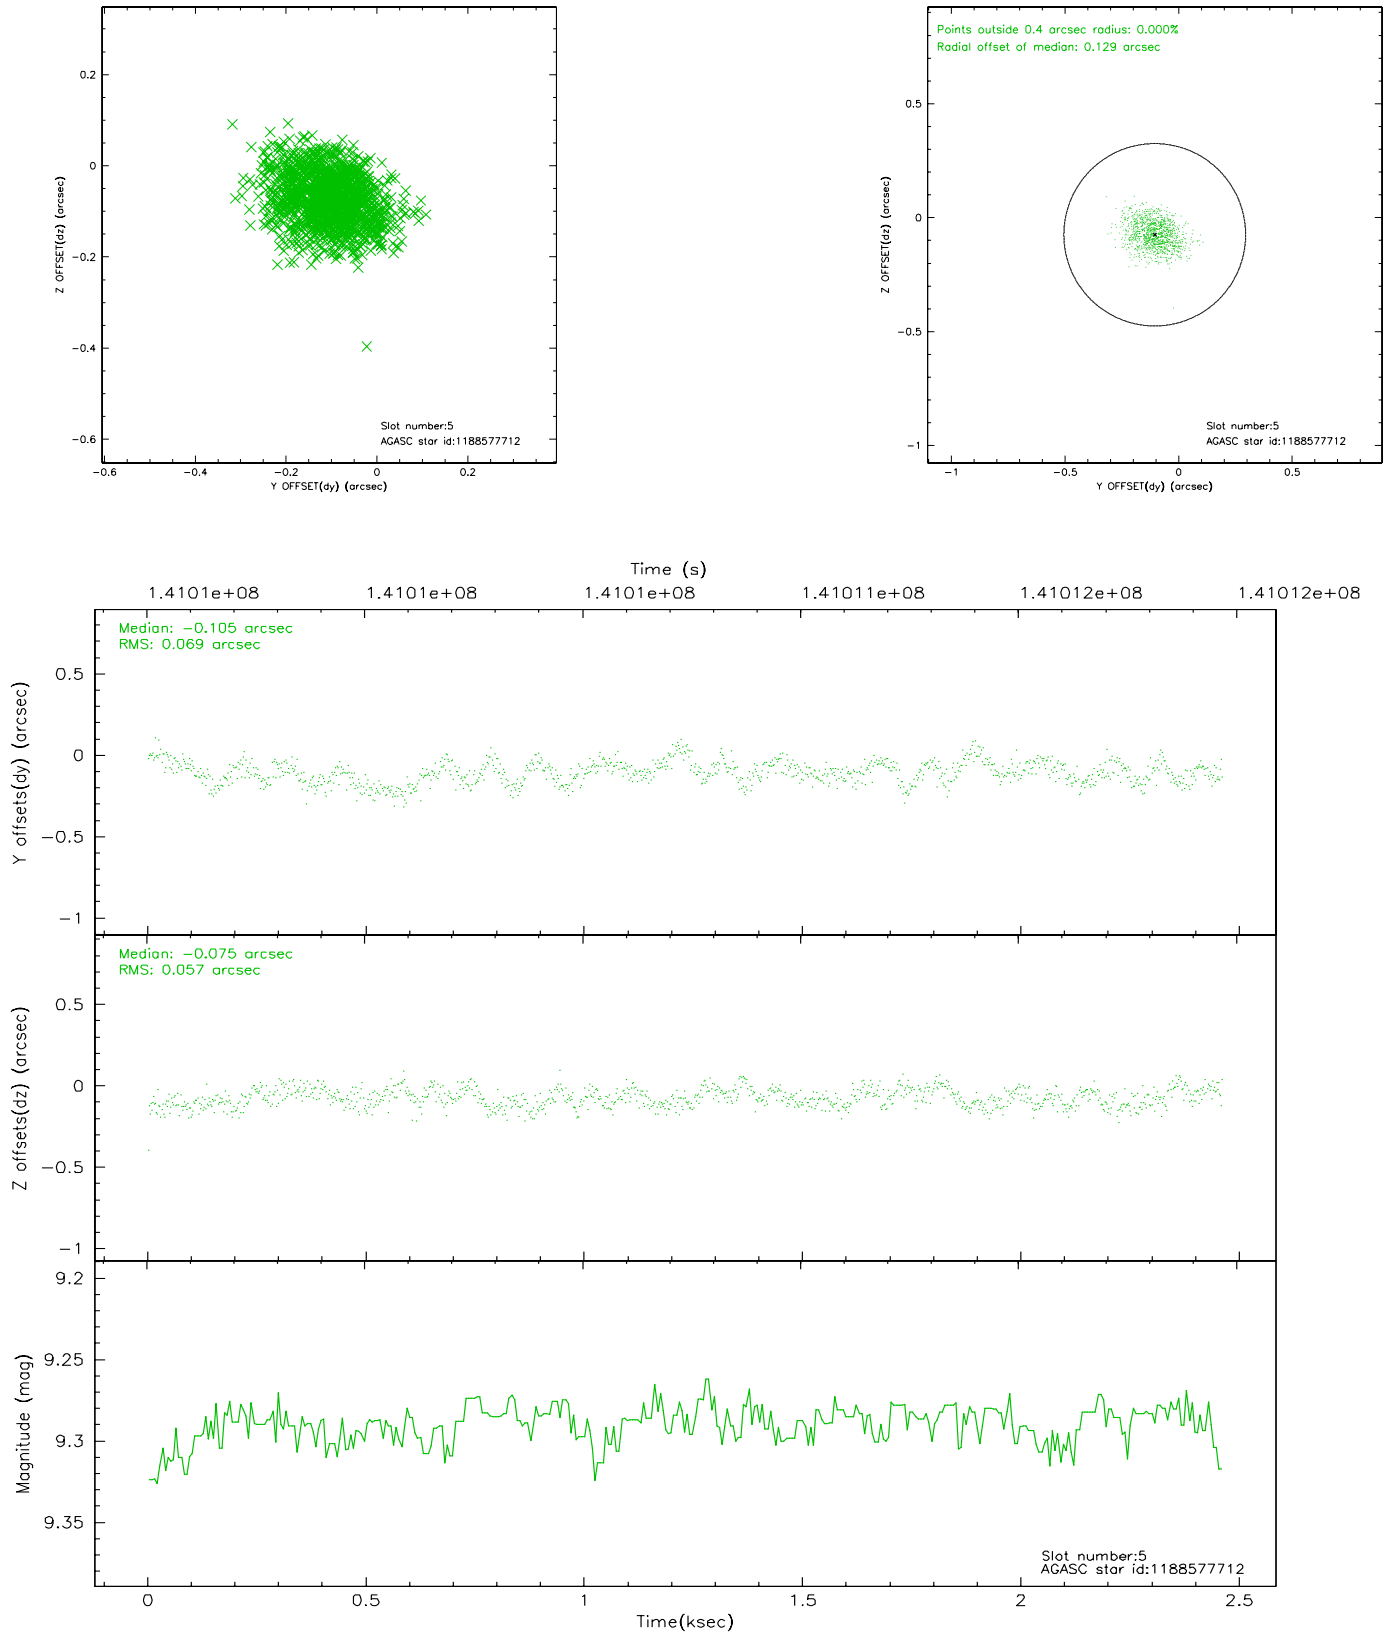 0.2
0
-0.2
-0.4
-0.6
Z OFFSET(dz) (arcsec)
-0.6
-0.4
-0.2
0
0.2
Y OFFSET(dy) (arcsec)
Slot number:5
AGASC star id:1188577712
Points outside 0.4 arcsec radius: 0.000%
Radial offset of median: 0.129 arcsec
0.5
0
-0.5
-1
Z OFFSET(dz) (arcsec)
-1
-0.5
0
0.5
Y OFFSET(dy) (arcsec)
Slot number:5
AGASC star id:1188577712
Time (s)
1.4101e+08 1.4101e+08 1.4101e+08 1.41011e+08 1.41012e+08 1.41012e+08
Median: -0.105 arcsec
RMS: 0.069 arcsec
0.5
0
-0.5
-1
Y offsets(dy) (arcsec)
Median: -0.075 arcsec
RMS: 0.057 arcsec
0.5
0
-0.5
-1
Z offsets(dz) (arcsec)
9.2
9.25
9.3
9.35
Magnitude (mag)
Slot number:5
AGASC star id:1188577712
0 0.5 1 1.5 2 2.5
Time(ksec)